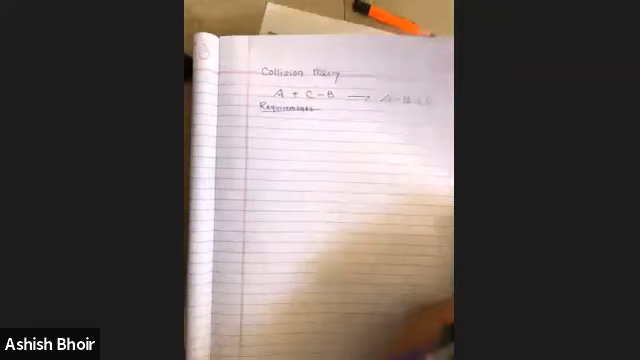 Collision theory
A + C - B → A - B + C
Requirements
Ashish Bhoir